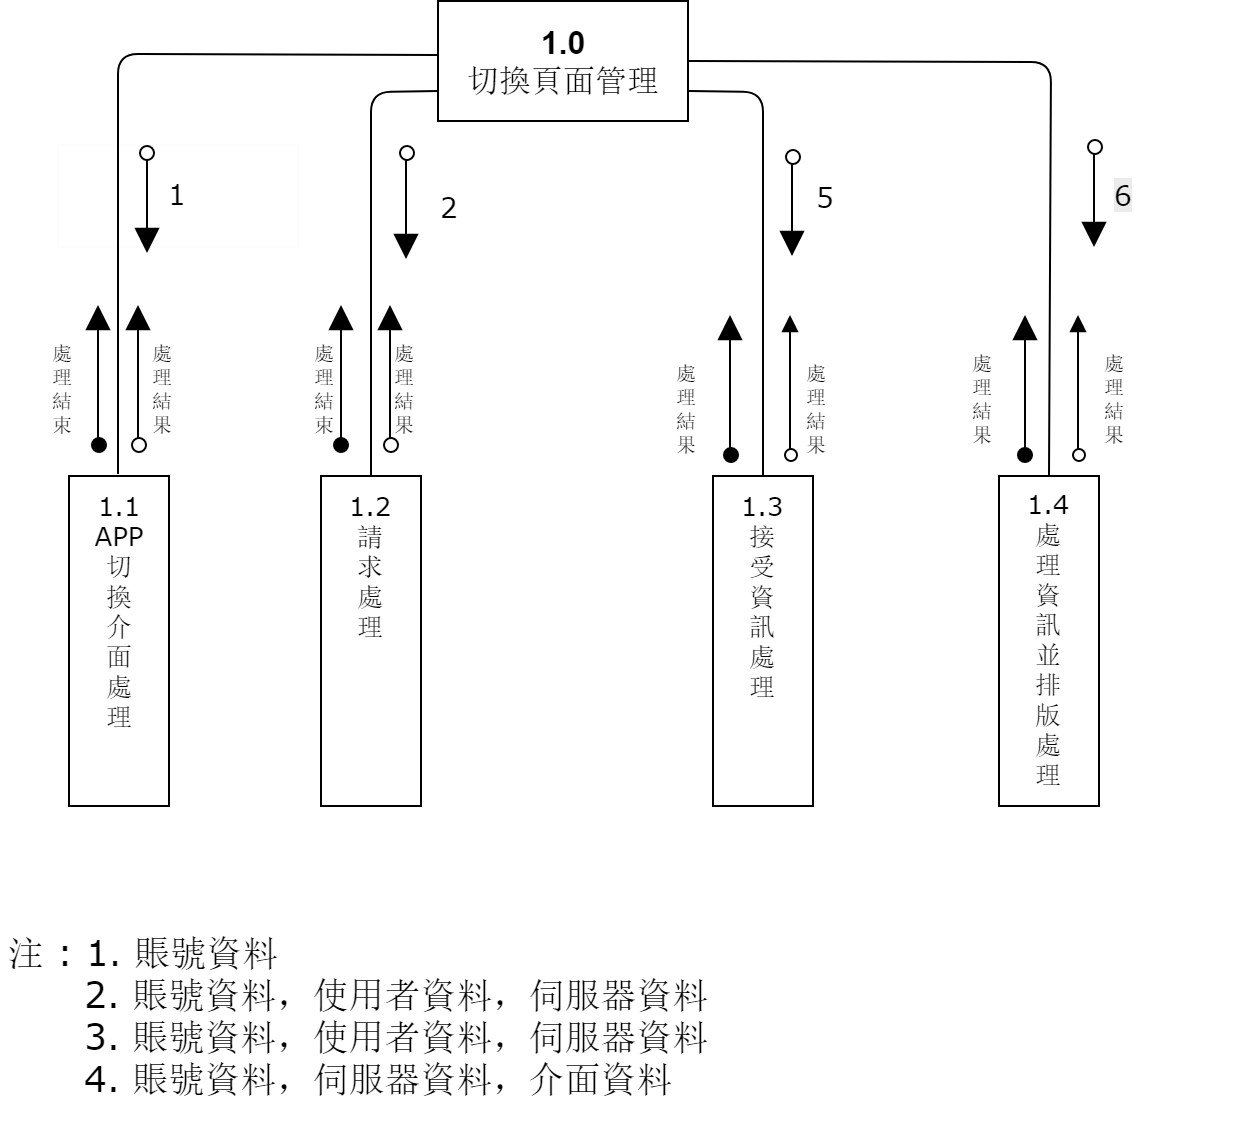 1.0
切換頁面管理
1
2
5
6
處理結束
處理結果
處理結束
處理結果
處理結果
處理結果
處理結果
處理結果
1.1
APP
切換介面處理
1.2
請求處理
1.3
接受資訊處理
1.4
處理資訊並排版處理
注：1. 賬號資料
2. 賬號資料，使用者資料，伺服器資料
3. 賬號資料，使用者資料，伺服器資料
4. 賬號資料，伺服器資料，介面資料